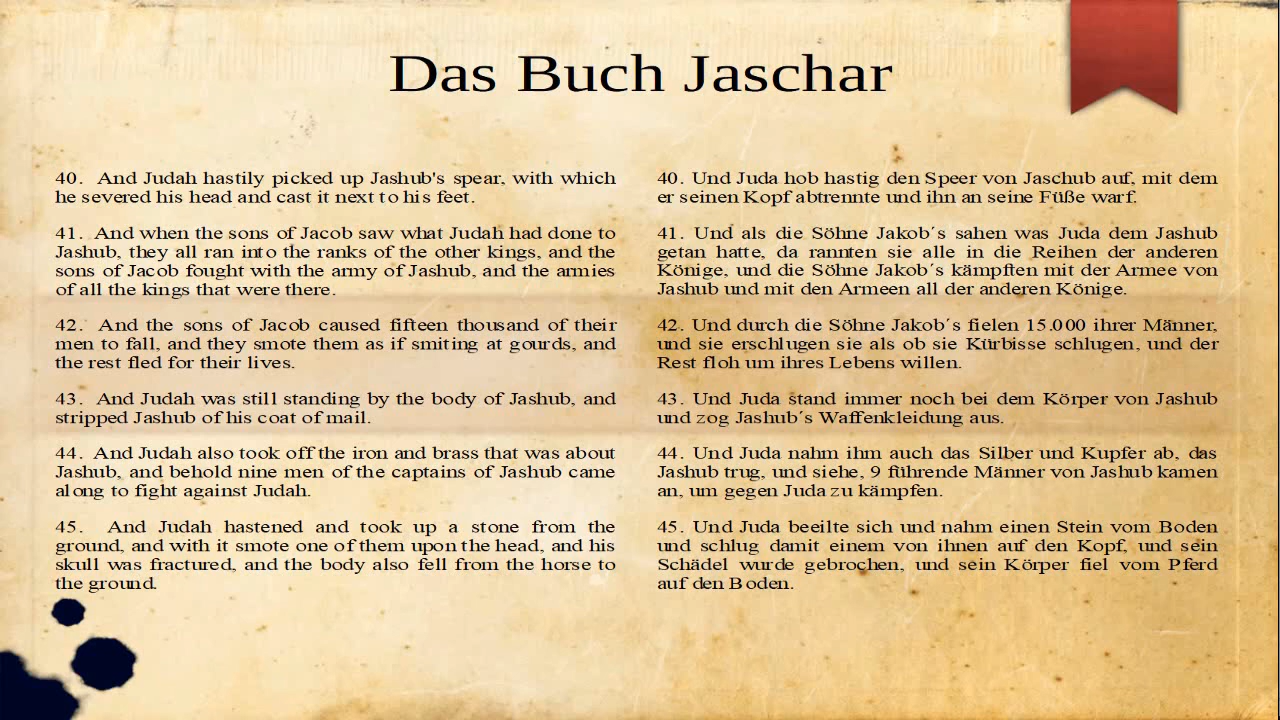 Das Buch Jaschar
40. And Judah hastily picked up Jashub's spear, with which
he severed his head and cast it next to his feet.
41. And when the sons of Jacob saw what Judah had done to
Jashub, they all ran into the ranks of the other kings, and the
sons of Jacob fought with the army of Jashub, and the armies
of all the kings that were there.
42. And the sons of Jacob caused fifteen thousand of their
men to fall, and they smote them as if smiting at gourds, and
the rest fled for their lives.
43. And Judah was still standing by the body of Jashub, and
stripped Jashub of his coat of mail.
44. And Judah also took off the iron and brass that was about
Jashub, and behold nine men of the captains of Jashub came
along to fight against Judah.
45. And Judah hastened and took up a stone from the
ground, and with it smote one of them upon the head, and his
skull was fractured, and the body also fell from the horse to
the ground.
40. Und Juda hob hastig den Speer von Jaschub auf, mit dem
er seinen Kopf abtrennte und ihn an seine Füße warf.
41. Und als die Söhne Jakob´s sahen was Juda dem Jashub
getan hatte, da rannten sie alle in die Reihen der anderen
Könige, und die Söhne Jakob´s kämpften mit der Armee von
Jashub und mit den Armeen all der anderen Könige.
42. Und durch die Söhne Jakob´s fielen 15.000 ihrer Männer,
und sie erschlugen sie als ob sie Kürbisse schlugen, und der
Rest floh um ihres Lebens willen.
43. Und Juda stand immer noch bei dem Körper von Jashub
und zog Jashub´s Waffenkleidung aus.
44. Und Juda nahm ihm auch das Silber und Kupfer ab, das
Jashub trug, und siehe, 9 führende Männer von Jashub kamen
an, um gegen Juda zu kämpfen.
45. Und Juda beeilte sich und nahm einen Stein vom Boden
und schlug damit einem von ihnen auf den Kopf, und sein
Schädel wurde gebrochen, und sein Körper fiel vom Pferd
auf den Boden.